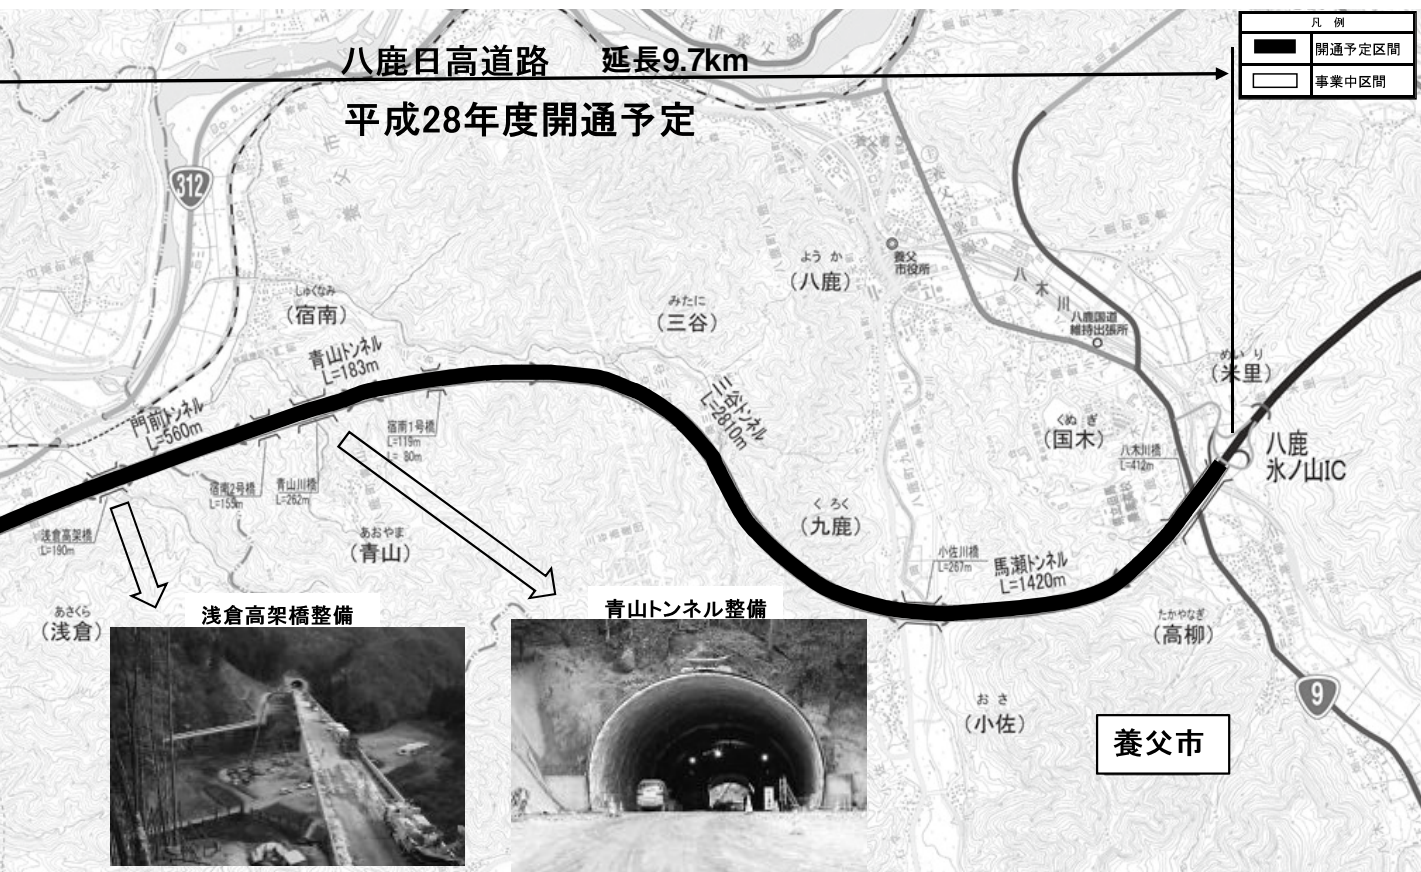 八鹿日高道路　延長9.7km
平成28年度開通予定
凡　例
開通予定区間
事業中区間
宮津養父線
312
養父市
養父
市役所
よう か
（八鹿）
八木川
八鹿国道
維持出張所
しゅくなみ
（宿南）
みたに
（三谷）
青山トンネル
L=183m
門前トンネル
L=560m
三谷トンネル
L=2810m
めい り
（米里）
くぬ ぎ
（国木）
八木川橋
L=412m
八鹿
氷ノ山IC
宿南1号橋
L=119m
L= 80m
宿南2号橋
L=155m
青山川橋
L=262m
浅倉高架橋
L=190m
あおやま
（青山）
く ろく
（九鹿）
小佐川橋
L=267m
馬瀬トンネル
L=1420m
あさくら
（浅倉）
たかやなぎ
（高柳）
お さ
（小佐）
9
浅倉高架橋整備
青山トンネル整備
養父市